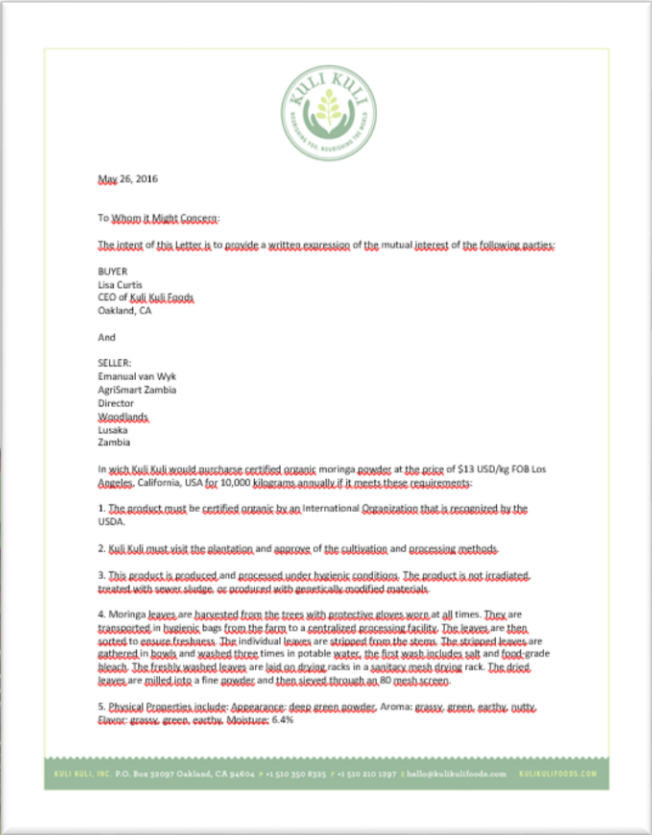 KULI KULI
NOURISHING YOU, NOURISHING THE WORLD
May 26, 2016
To Whom it Might Concern:
The intent of this Letter is to provide a written expression of the mutual interest of the following parties:
BUYER
Lisa Curtis
CEO of Kuli Kuli Foods
Oakland, CA
And
SELLER:
Emanual van Wyk
AgriSmart Zambia
Director
Woodlands
Lusaka
Zambia
In wich Kuli Kuli would purcharse certified organic moringa powder at the price of $13 USD/kg FOB Los
Angeles, California, USA for 10,000 kilograms annually if it meets these requirements:
1. The product must be certified organic by an International Organization that is recognized by the
USDA.
2. Kuli Kuli must visit the plantation and approve of the cultivation and processing methods.
3. This product is produced and processed under hygienic conditions. The product is not irradiated,
treated with sewer sludge, or produced with genetically modified materials.
4. Moringa leaves are harvested from the trees with protective gloves worn at all times. They are
transported in hygienic bags from the farm to a centralized processing facility. The leaves are then
sorted to ensure freshness. The individual leaves are stripped from the stems. The stripped leaves are
gathered in bowls and washed three times in potable water, the first wash includes salt and food-grade
bleach. The freshly washed leaves are laid on drying racks in a sanitary mesh drying rack. The dried
leaves are milled into a fine powder and then sieved through an 80 mesh screen.
5. Physical Properties include: Appearance: deep green powder, Aroma: grassy, green, earthy, nutty,
Flavor: grassy, green, earthy, Moisture: 6.4%
KULI KULI, INC. P.O. Box 32097 Oakland, CA 94604 P +1 510 350 8325 F +1 510 210 1297 E hello@kulikulifoods.com KULIKULIFOODS.COM